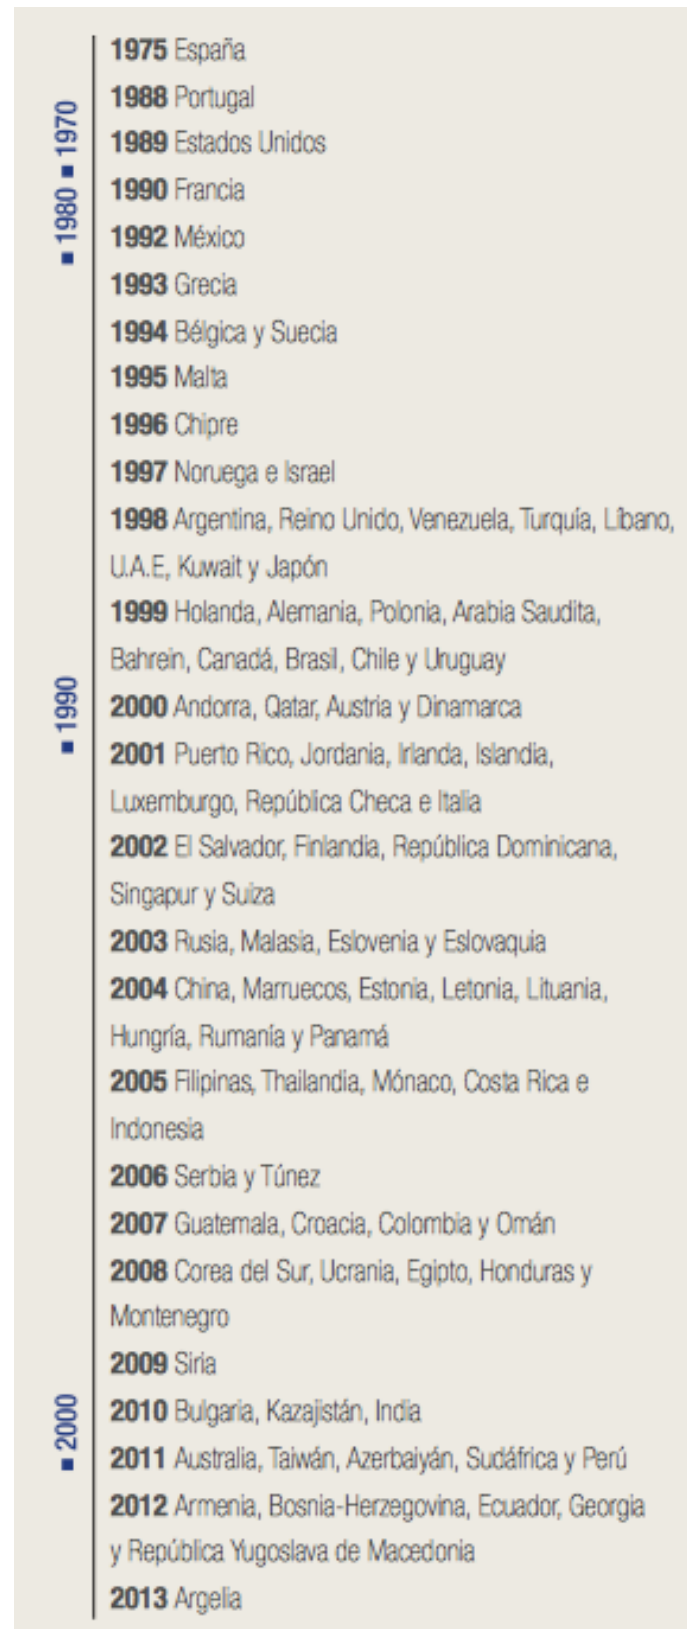 1975 España
1988 Portugal
1989 Estados Unidos
1990 Francia
1992 México
1993 Grecia
1994 Bélgica y Suecia
1995 Malta
1996 Chipre
1997 Noruega e Israel
1998 Argentina, Reino Unido, Venezuela, Turquía, Líbano,
U.A.E, Kuwait y Japón
1999 Holanda, Alemania, Polonia, Arabia Saudita,
Bahrein, Canadá, Brasil, Chile y Uruguay
2000 Andorra, Qatar, Austria y Dinamarca
2001 Puerto Rico, Jordania, Irlanda, Islandia,
Luxemburgo, República Checa e Italia
2002 El Salvador, Finlandia, República Dominicana,
Singapur y Suiza
2003 Rusia, Malasia, Eslovenia y Eslovaquia
2004 China, Marruecos, Estonia, Letonia, Lituania,
Hungría, Rumanía y Panamá
2005 Filipinas, Thailandia, Mónaco, Costa Rica e
Indonesia
2006 Serbia y Túnez
2007 Guatemala, Croacia, Colombia y Omán
2008 Corea del Sur, Ucrania, Egipto, Honduras y
Montenegro
2009 Siria
2010 Bulgaria, Kazajistán, India
2011 Australia, Taiwán, Azerbaiyán, Sudáfrica y Perú
2012 Armenia, Bosnia-Herzegovina, Ecuador, Georgia
y República Yugoslava de Macedonia
2013 Argelia
■ 1980 ■ 1970
■ 1990
■ 2000